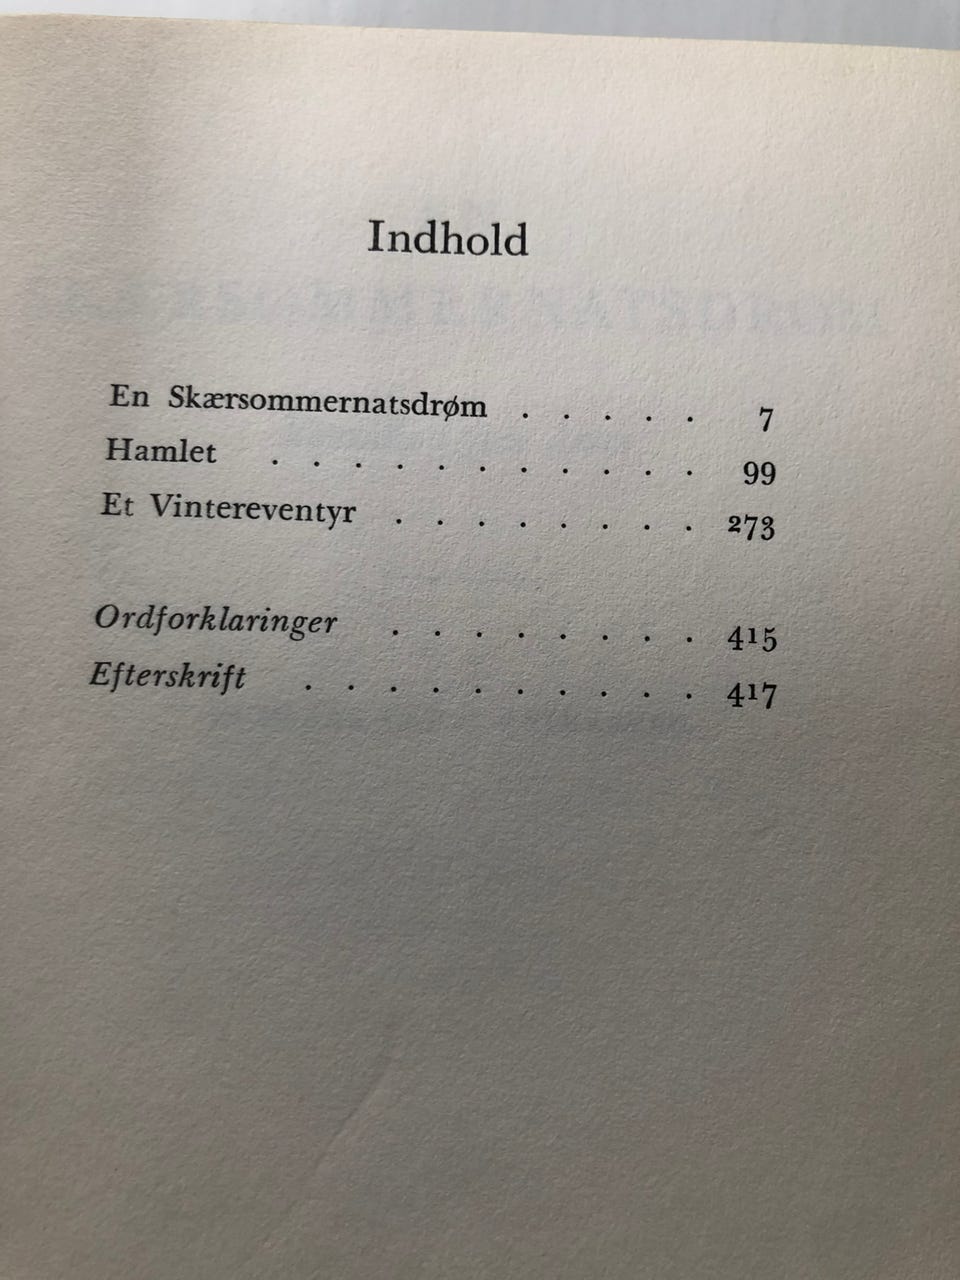 Indhold
En Skærsommernatsdrøm . . . . . 7
Hamlet . . . . . . . . . . . 99
Et Vintereventyr . . . . . . . . 273
Ordforklaringer . . . . . . . . 415
Efterskrift . . . . . . . . . . 417